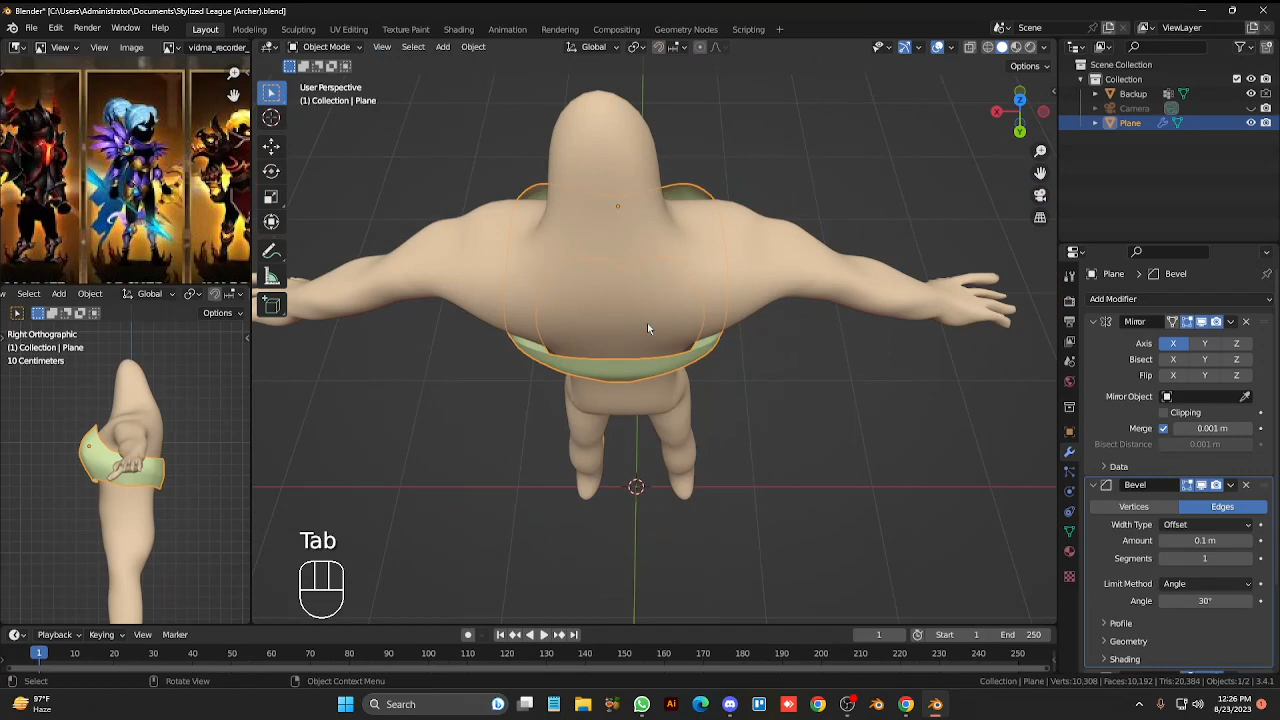 Blender* [C:\Users\Administrator\Documents\Stylized League (Archer).blend]
File Edit Render Window Help Layout Modeling Sculpting UV Editing Texture Paint Shading Animation Rendering Compositing Geometry Nodes Scripting + Scene ViewLayer
View Image vidma_recorder_ Object Mode View Select Add Object Global
Options
User Perspective
(1) Collection | Plane
Scene Collection
Collection
Backup
Camera
Plane
X
Z
Y
Plane Bevel
Add Modifier
Mirror
Axis X Y Z
Bisect X Y Z
Flip X Y Z
Mirror Object
Clipping
Merge 0.001 m
Bisect Distance 0.001 m
Data
Bevel
Vertices Edges
Width Type Offset
Amount 0.1 m
Segments 1
Limit Method Angle
Angle 30°
Profile
Geometry
Shading
Select Add Object Global
Options
Right Orthographic
(1) Collection | Plane
10 Centimeters
Tab
Playback Keying View Marker 1 Start 1 End 250
1 10 20 30 40 50 60 70 80 90 100 110 120 130 140 150 160 170 180 190 200 210 220 230 240 250
Select Rotate View Object Context Menu Collection | Plane | Verts:10,308 | Faces:10,192 | Tris:20,384 | Objects:1/2 | 3.4.1
97°F
Haze
Search
Ai
12:26 PM
8/23/2023